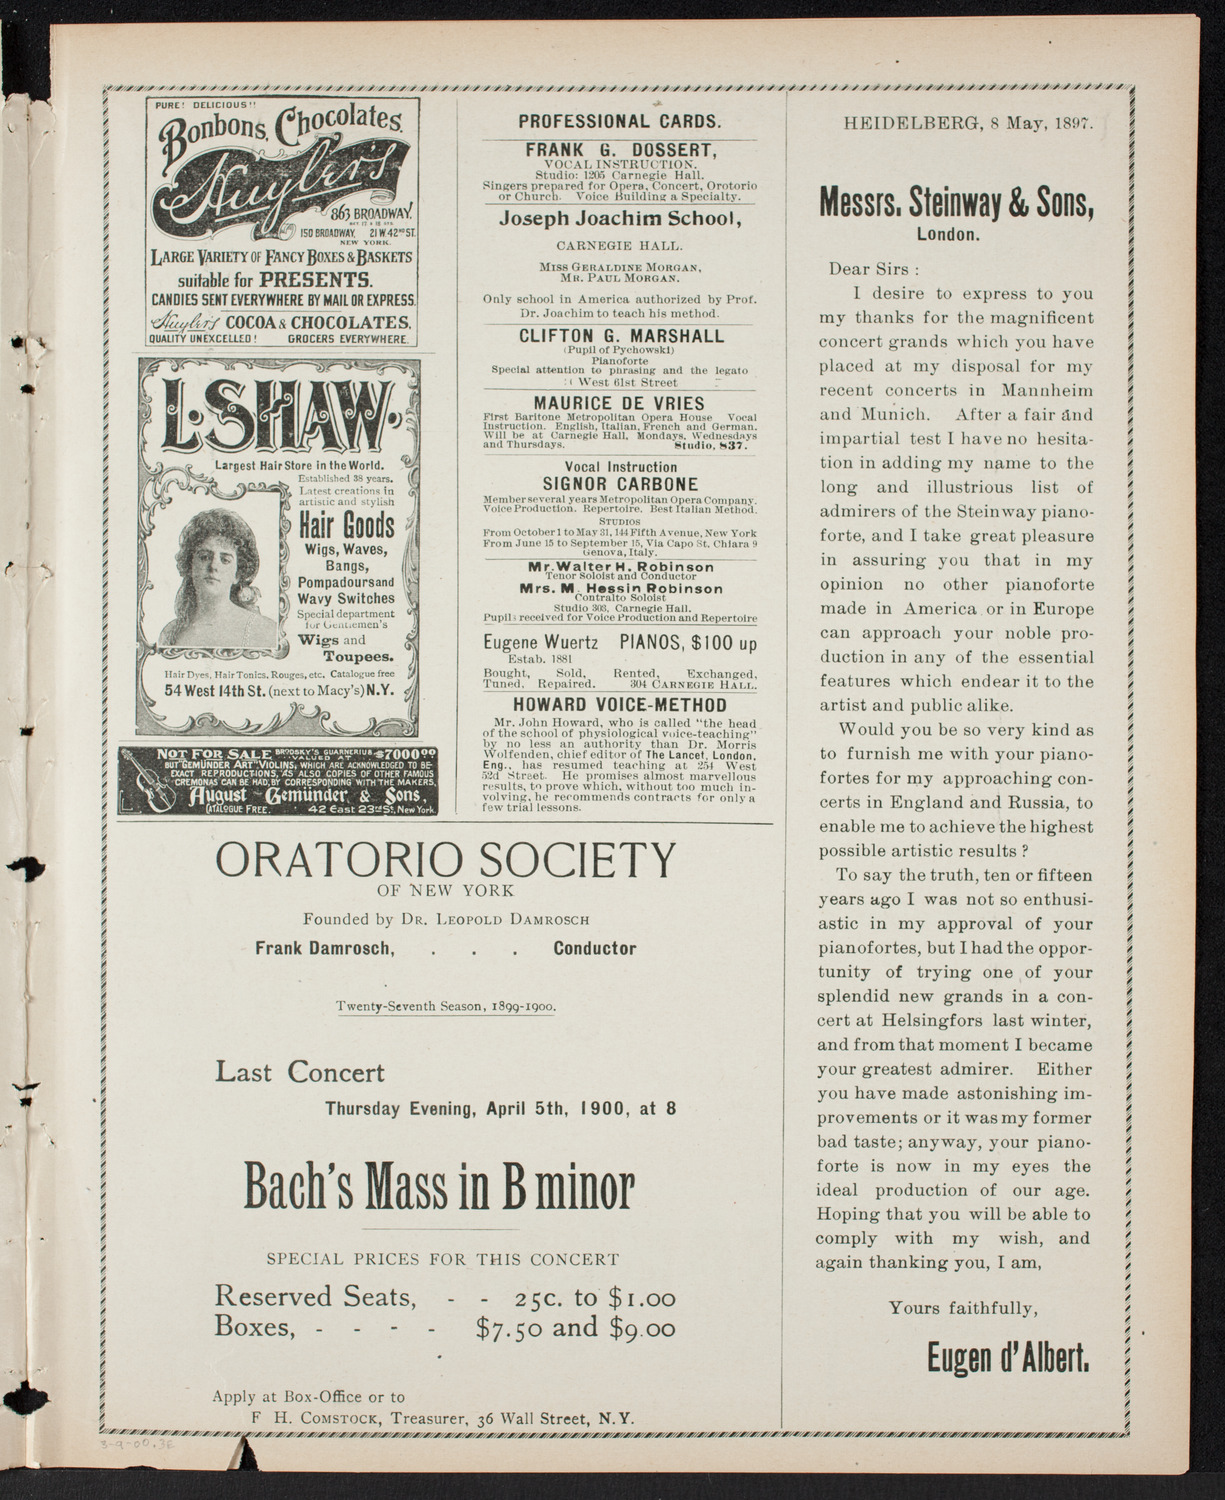 PURE! DELICIOUS!!
Bonbons, Chocolates.
Huyler's
863 BROADWAY.
150 BROADWAY, 21 W. 42ND ST.
NEW YORK.
LARGE VARIETY OF FANCY BOXES & BASKETS
suitable for PRESENTS.
CANDIES SENT EVERYWHERE BY MAIL OR EXPRESS.
Huyler's COCOA & CHOCOLATES,
QUALITY UNEXCELLED! GROCERS EVERYWHERE.
L. SHAW.
Largest Hair Store in the World.
Established 38 years.
Latest creations in
artistic and stylish
Hair Goods
Wigs, Waves,
Bangs,
Pompadours and
Wavy Switches
Special department
for Gentlemen's
Wigs and
Toupees.
Hair Dyes, Hair Tonics, Rouges, etc. Catalogue free
54 West 14th St. (next to Macy's) N.Y.
NOT FOR SALE BRODSKY'S GUARNERIUS VALUED AT $7000.00
BUT "GEMÜNDER ART" VIOLINS, WHICH ARE ACKNOWLEDGED TO BE
EXACT REPRODUCTIONS, AS ALSO COPIES OF OTHER FAMOUS
CREMONAS CAN BE HAD, BY CORRESPONDING WITH THE MAKERS,
August Gemünder & Sons,
CATALOGUE FREE. 42 East 23rd St, New York
PROFESSIONAL CARDS.
FRANK G. DOSSERT,
VOCAL INSTRUCTION.
Studio: 1205 Carnegie Hall.
Singers prepared for Opera, Concert, Orotorio
or Church. Voice Building a Specialty.
Joseph Joachim School,
CARNEGIE HALL.
MISS GERALDINE MORGAN,
MR. PAUL MORGAN.
Only school in America authorized by Prof.
Dr. Joachim to teach his method.
CLIFTON G. MARSHALL
(Pupil of Pychowski)
Pianoforte
Special attention to phrasing and the legato
West 61st Street
MAURICE DE VRIES
First Baritone Metropolitan Opera House Vocal
Instruction. English, Italian, French and German.
Will be at Carnegie Hall, Mondays, Wednesdays
and Thursdays. Studio, 837.
Vocal Instruction
SIGNOR CARBONE
Member several years Metropolitan Opera Company.
Voice Production. Repertoire. Best Italian Method.
STUDIOS
From October 1 to May 31, 144 Fifth Avenue, New York
From June 15 to September 15, Via Capo St. Chiara 9
Genova, Italy.
Mr. Walter H. Robinson
Tenor Soloist and Conductor
Mrs. M. Hessin Robinson
Contralto Soloist
Studio 303, Carnegie Hall.
Pupils received for Voice Production and Repertoire
Eugene Wuertz PIANOS, $100 up
Estab. 1881
Bought, Sold, Rented, Exchanged,
Tuned, Repaired. 304 CARNEGIE HALL.
HOWARD VOICE-METHOD
Mr. John Howard, who is called "the head
of the school of physiological voice-teaching"
by no less an authority than Dr. Morris
Wolfenden, chief editor of The Lancet, London,
Eng., has resumed teaching at 254 West
52d Street. He promises almost marvellous
results, to prove which, without too much in-
volving, he recommends contracts for only a
few trial lessons.
ORATORIO SOCIETY
OF NEW YORK
Founded by DR. LEOPOLD DAMROSCH
Frank Damrosch, . . . Conductor
Twenty-Seventh Season, 1899-1900.
Last Concert
Thursday Evening, April 5th, 1900, at 8
Bach's Mass in B minor
SPECIAL PRICES FOR THIS CONCERT
Reserved Seats, - - 25c. to $1.00
Boxes, - - - - $7.50 and $9.00
Apply at Box-Office or to
F H. COMSTOCK, Treasurer, 36 Wall Street, N.Y.
HEIDELBERG, 8 May, 1897.
Messrs. Steinway & Sons,
London.
Dear Sirs :
I desire to express to you
my thanks for the magnificent
concert grands which you have
placed at my disposal for my
recent concerts in Mannheim
and Munich. After a fair and
impartial test I have no hesita-
tion in adding my name to the
long and illustrious list of
admirers of the Steinway piano-
forte, and I take great pleasure
in assuring you that in my
opinion no other pianoforte
made in America or in Europe
can approach your noble pro-
duction in any of the essential
features which endear it to the
artist and public alike.
Would you be so very kind as
to furnish me with your piano-
fortes for my approaching con-
certs in England and Russia, to
enable me to achieve the highest
possible artistic results ?
To say the truth, ten or fifteen
years ago I was not so enthusi-
astic in my approval of your
pianofortes, but I had the oppor-
tunity of trying one of your
splendid new grands in a con-
cert at Helsingfors last winter,
and from that moment I became
your greatest admirer. Either
you have made astonishing im-
provements or it was my former
bad taste; anyway, your piano-
forte is now in my eyes the
ideal production of our age.
Hoping that you will be able to
comply with my wish, and
again thanking you, I am,
Yours faithfully,
Eugen d'Albert.
3-9-00.3E